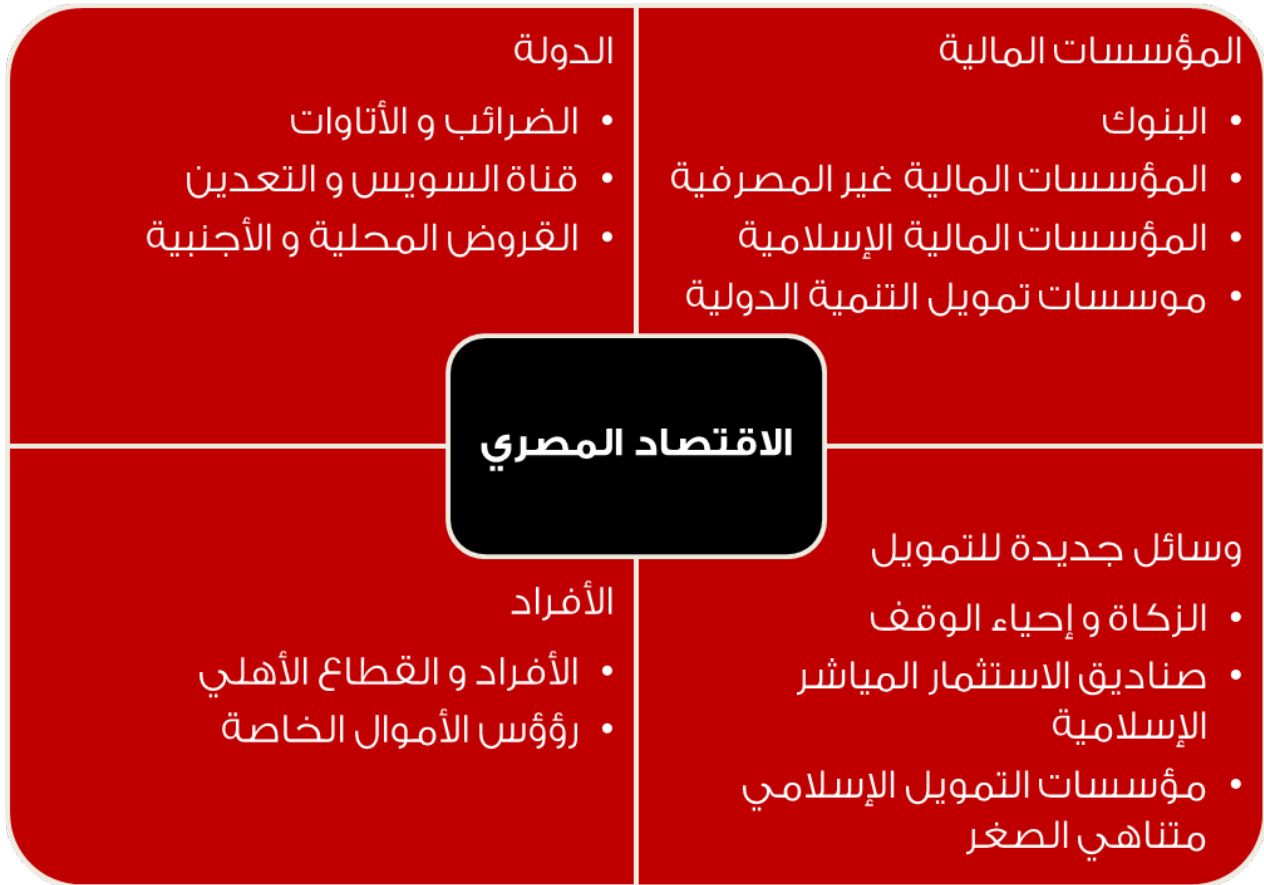 المؤسسات المالية
• البنوك
• المؤسسات المالية غير المصرفية
• المؤسسات المالية الإسلامية
• موسسات تمويل التنمية الدولية
الدولة
• الضرائب و الأتاوات
• قناة السويس و التعدين
• القروض المحلية و الأجنبية
الاقتصاد المصري
وسائل جديدة للتمويل
• الزكاة و إحياء الوقف
• صناديق الاستثمار المياشر
الإسلامية
• مؤسسات التمويل الإسلامي
متناهي الصغر
الأفراد
• الأفراد و القطاع الأهلي
• رؤؤس الأموال الخاصة